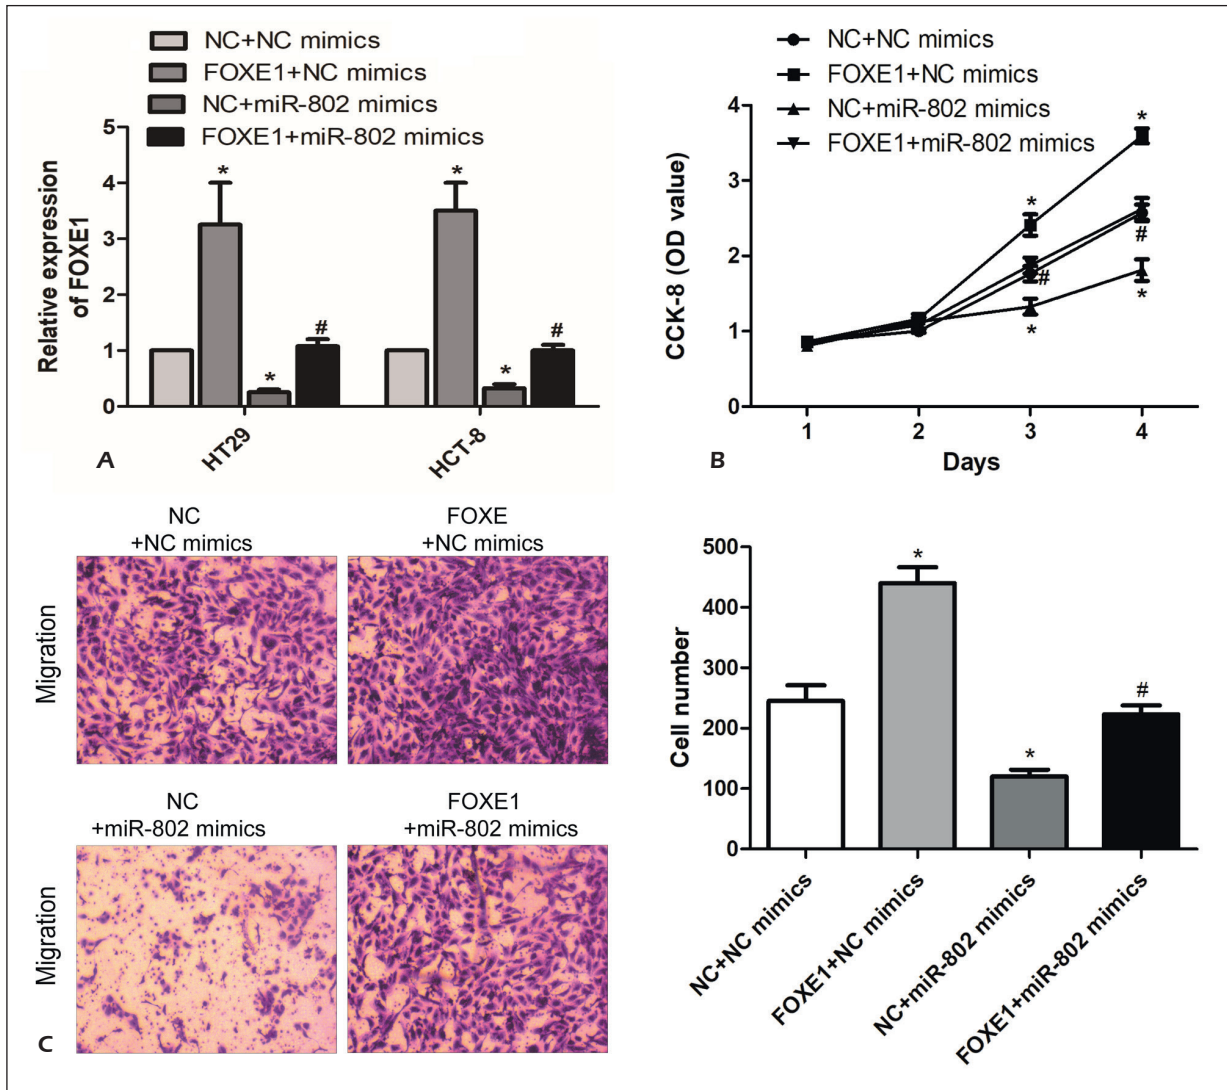 NC+NC mimics
FOXE1+NC mimics
NC+miR-802 mimics
FOXE1+miR-802 mimics
Relative expression
of FOXE1
5
4
3
2
1
0
*
*
#
*
*
#
HT29
HCT-8
A
NC+NC mimics
FOXE1+NC mimics
NC+miR-802 mimics
FOXE1+miR-802 mimics
CCK-8 (OD value)
4
3
2
1
0
*
#
*
*
#
*
1 2 3 4
Days
B
NC
+NC mimics
FOXE
+NC mimics
Migration
NC
+miR-802 mimics
FOXE1
+miR-802 mimics
Migration
C
Cell number
500
400
300
200
100
0
*
*
#
NC+NC mimics
FOXE1+NC mimics
NC+miR-802 mimics
FOXE1+miR-802 mimics